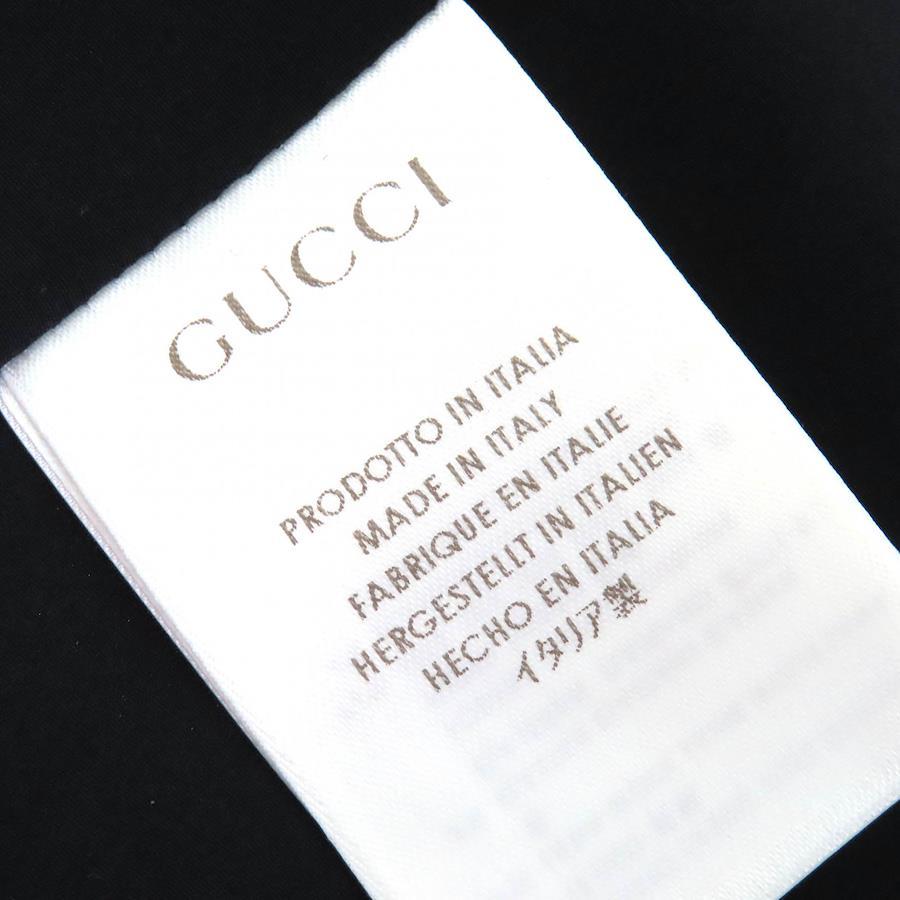 GUCCI
PRODOTTO IN ITALIA
MADE IN ITALY
FABRIQUE EN ITALIE
HERGESTELLT IN ITALIEN
HECHO EN ITALIA
イタリア製